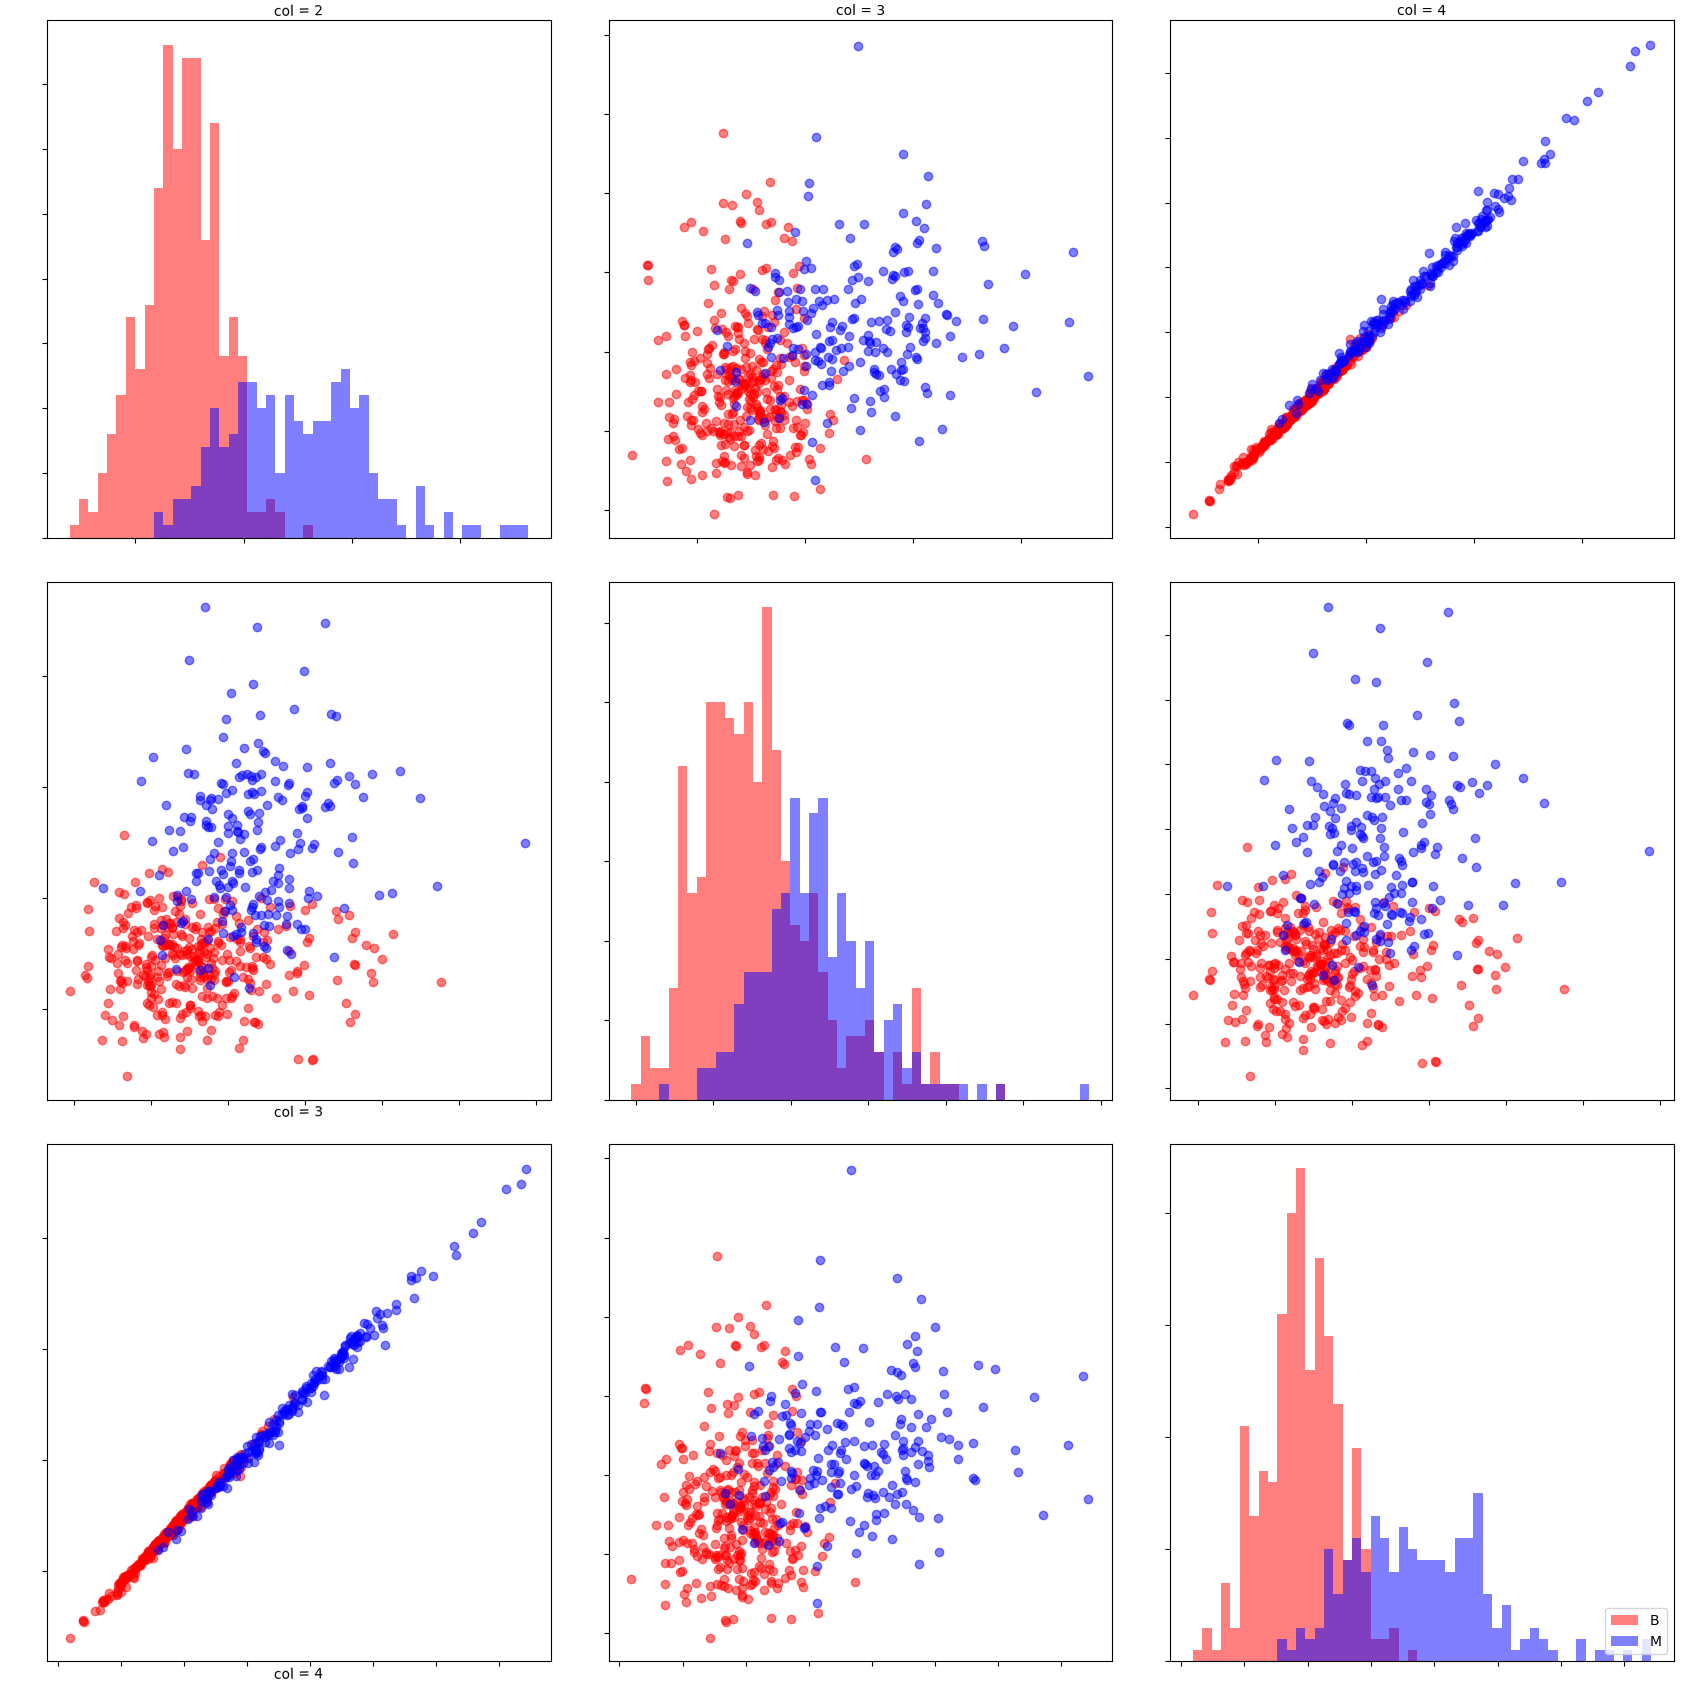 col = 2
col = 3
col = 4
col = 3
col = 4
B
M